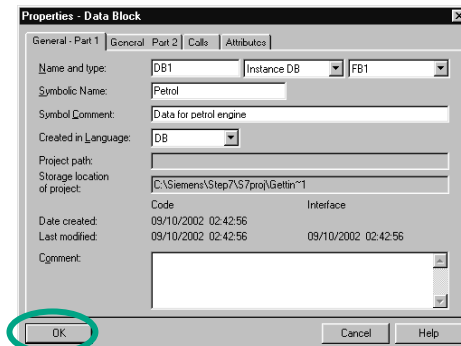 Properties - Data Block
General - Part 1 General Part 2 Calls Attributes
Name and type: DB1 Instance DB FB1
Symbolic Name: Petrol
Symbol Comment: Data for petrol engine
Created in Language: DB
Project path:
Storage location
of project: C:\Siemens\Step7\S7proj\Gettin~1
Code Interface
Date created: 09/10/2002 02:42:56
Last modified: 09/10/2002 02:42:56 09/10/2002 02:42:56
Comment:
OK Cancel Help